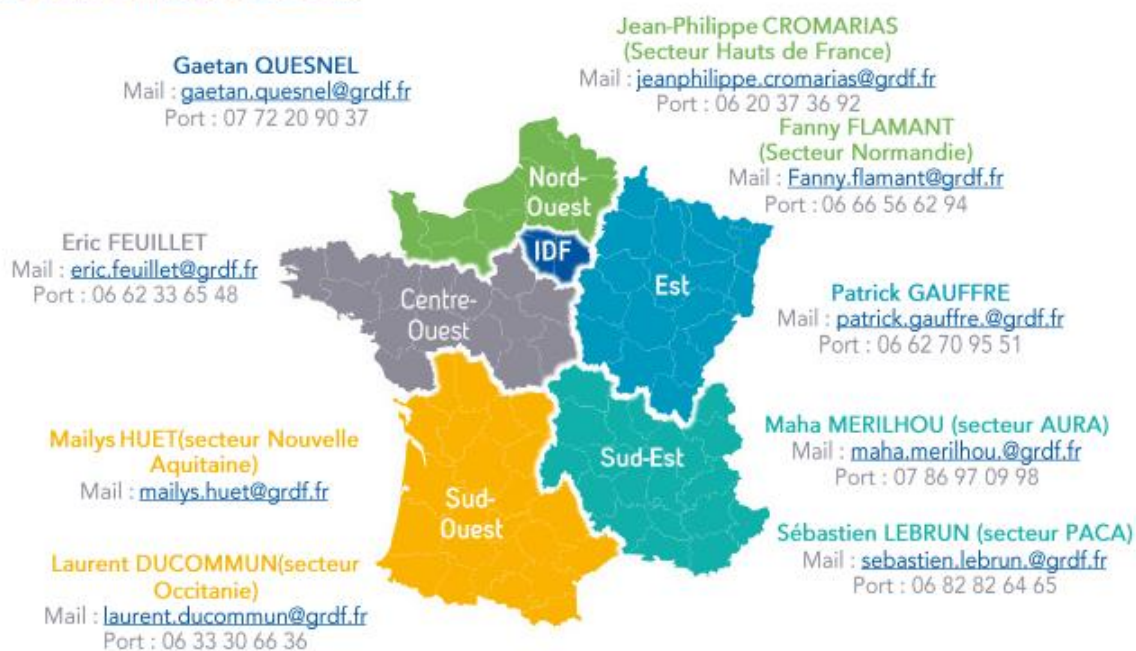 Gaetan QUESNEL
Mail : gaetan.quesnel@grdf.fr
Port : 07 72 20 90 37
Jean-Philippe CROMARIAS
(Secteur Hauts de France)
Mail : jeanphilippe.cromarias@grdf.fr
Port : 06 20 37 36 92
Fanny FLAMANT
(Secteur Normandie)
Mail : Fanny.flamant@grdf.fr
Port : 06 66 56 62 94
Nord-
Ouest
IDF
Eric FEUILLET
Mail : eric.feuillet@grdf.fr
Port : 06 62 33 65 48
Centre-
Ouest
Est
Patrick GAUFFRE
Mail : patrick.gauffre.@grdf.fr
Port : 06 62 70 95 51
Mailys HUET(secteur Nouvelle
Aquitaine)
Mail : mailys.huet@grdf.fr
Sud-
Ouest
Sud-Est
Maha MERILHOU (secteur AURA)
Mail : maha.merilhou.@grdf.fr
Port : 07 86 97 09 98
Laurent DUCOMMUN(secteur
Occitanie)
Mail : laurent.ducommun@grdf.fr
Port : 06 33 30 66 36
Sébastien LEBRUN (secteur PACA)
Mail : sebastien.lebrun.@grdf.fr
Port : 06 82 82 64 65